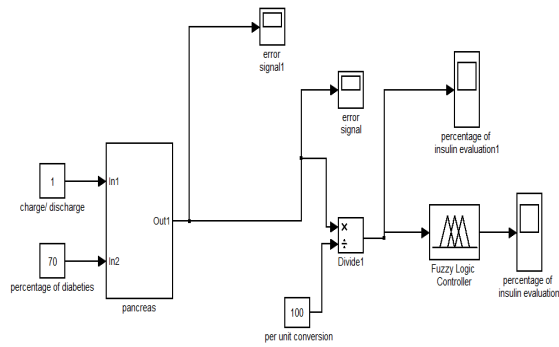 error
signal1
error
signal
percentage of
insulin evaluation1
1
charge/ discharge
In1
Out1
In2
pancreas
70
percentage of diabeties
×
÷
Divide1
Fuzzy Logic
Controller
percentage of
insulin evaluation
100
per unit conversion